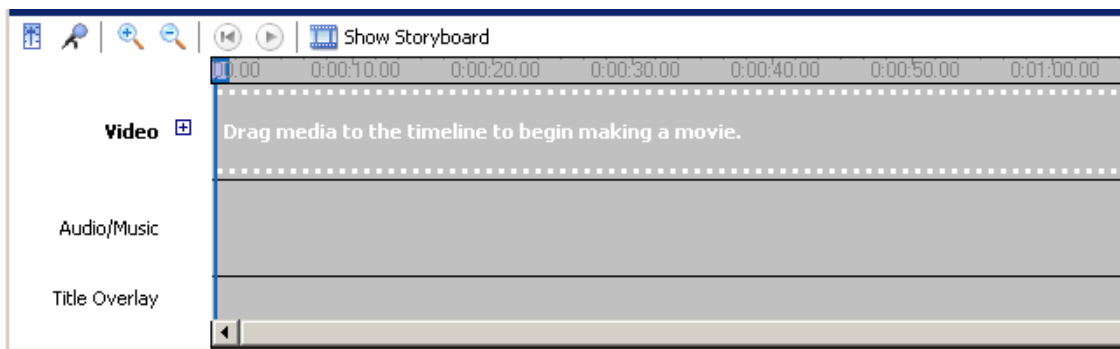 Show Storyboard
0.00 0:00:10.00 0:00:20.00 0:00:30.00 0:00:40.00 0:00:50.00 0:01:00.00
Video Drag media to the timeline to begin making a movie.
Audio/Music
Title Overlay